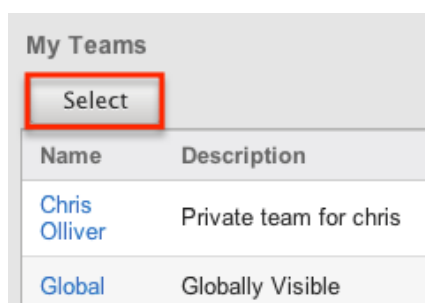 My Teams
Select
Name Description
Chris
Olliver Private team for chris
Global Globally Visible